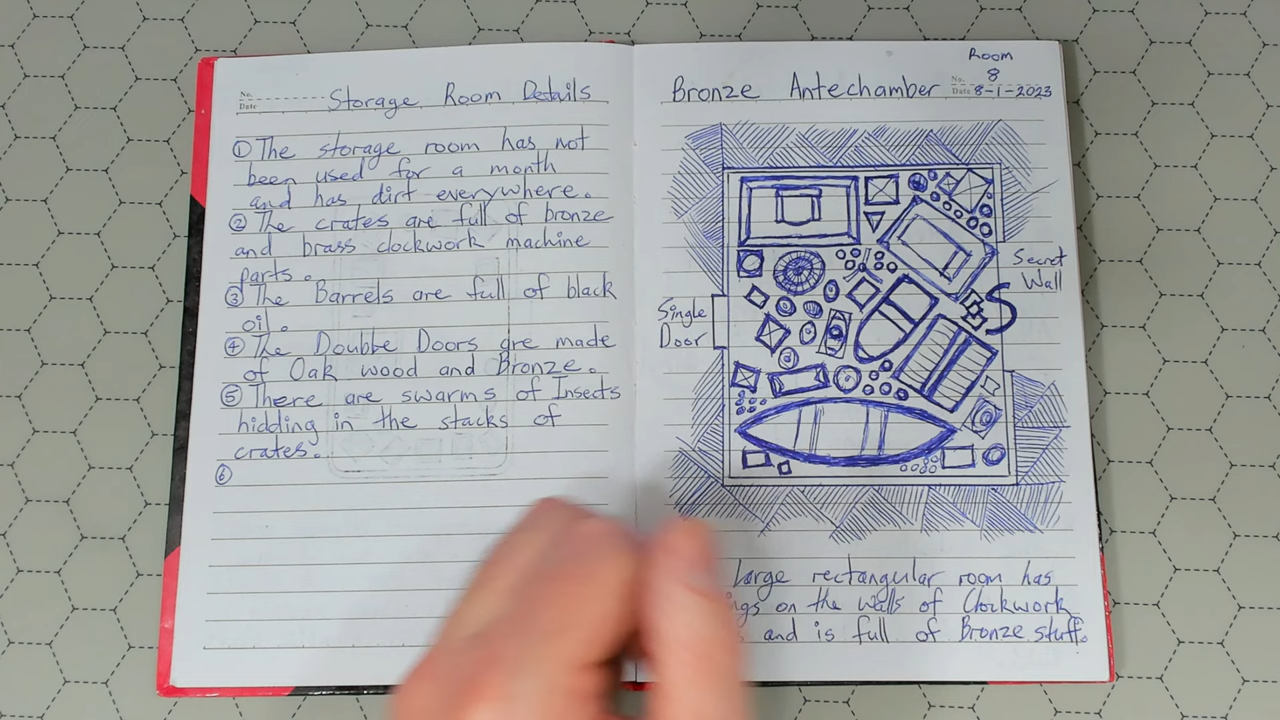 No.
Date
Storage Room Details
① The storage room has not
been used for a month
and has dirt everywhere.
② The crates are full of bronze
and brass clockwork machine
parts.
③ The Barrels are full of black
oil.
④ The Doubbe Doors are made
of Oak wood and Bronze.
⑤ There are swarms of Insects
hidding in the stacks of
crates.
⑥
Room
8
Bronze Antechamber
No.
Date 8-1-2023
Secret
Wall
S
Single
Door
large rectangular room has
on the walls of Clockwork
and is full of Bronze stuff.